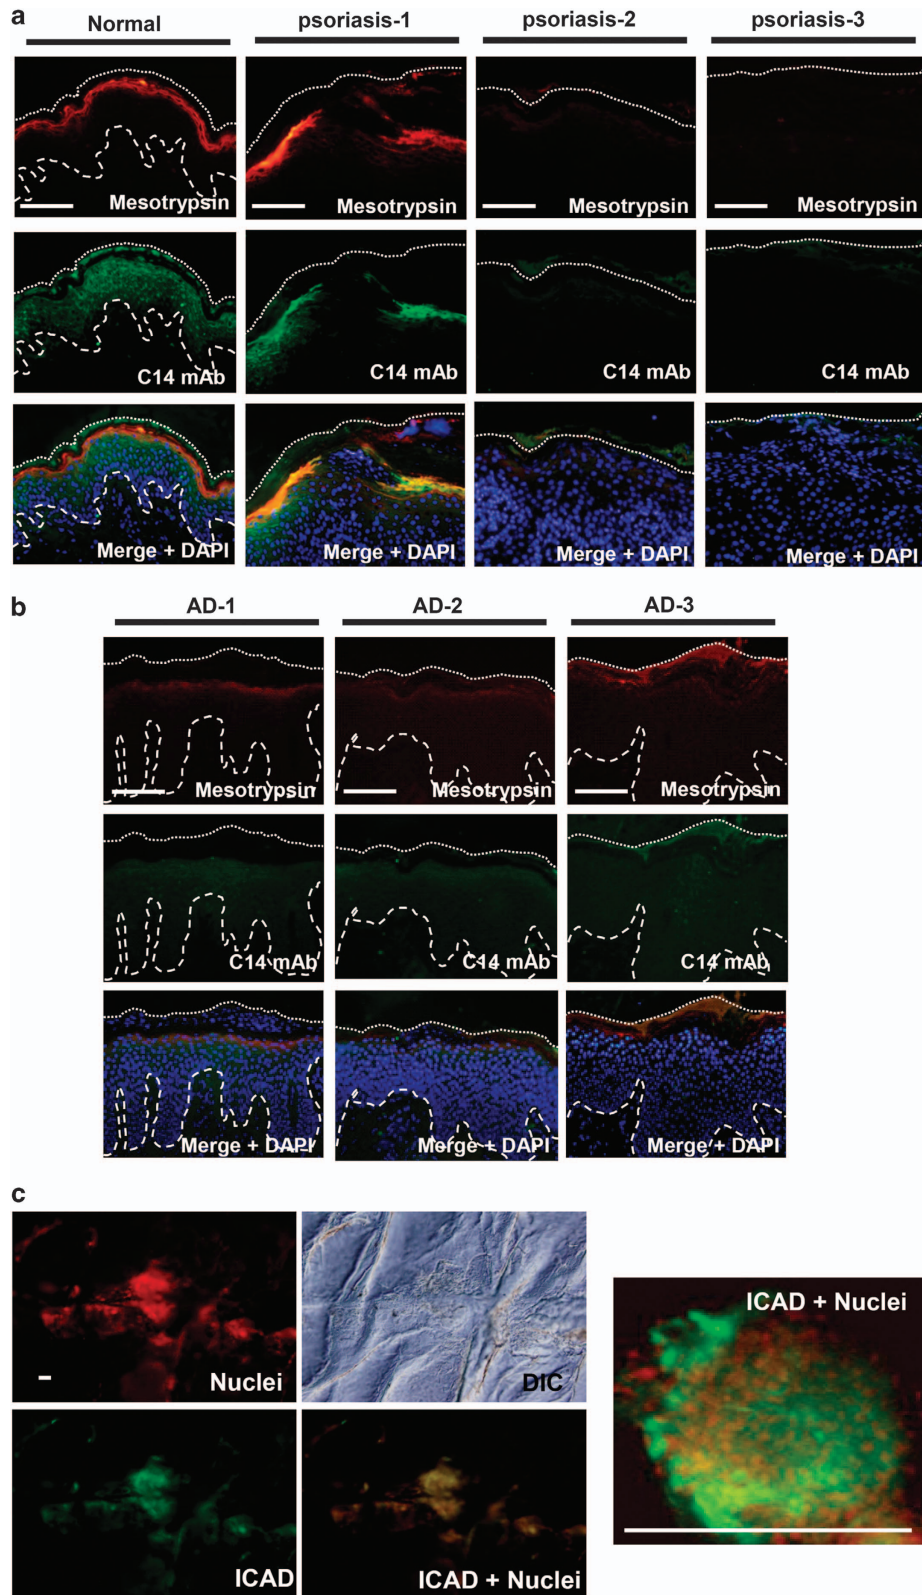 a
Normal psoriasis-1 psoriasis-2 psoriasis-3
Mesotrypsin Mesotrypsin Mesotrypsin Mesotrypsin
C14 mAb C14 mAb C14 mAb C14 mAb
Merge + DAPI Merge + DAPI Merge + DAPI Merge + DAPI
b
AD-1 AD-2 AD-3
Mesotrypsin Mesotrypsin Mesotrypsin
C14 mAb C14 mAb C14 mAb
Merge + DAPI Merge + DAPI Merge + DAPI
c
Nuclei DIC ICAD + Nuclei
ICAD ICAD + Nuclei